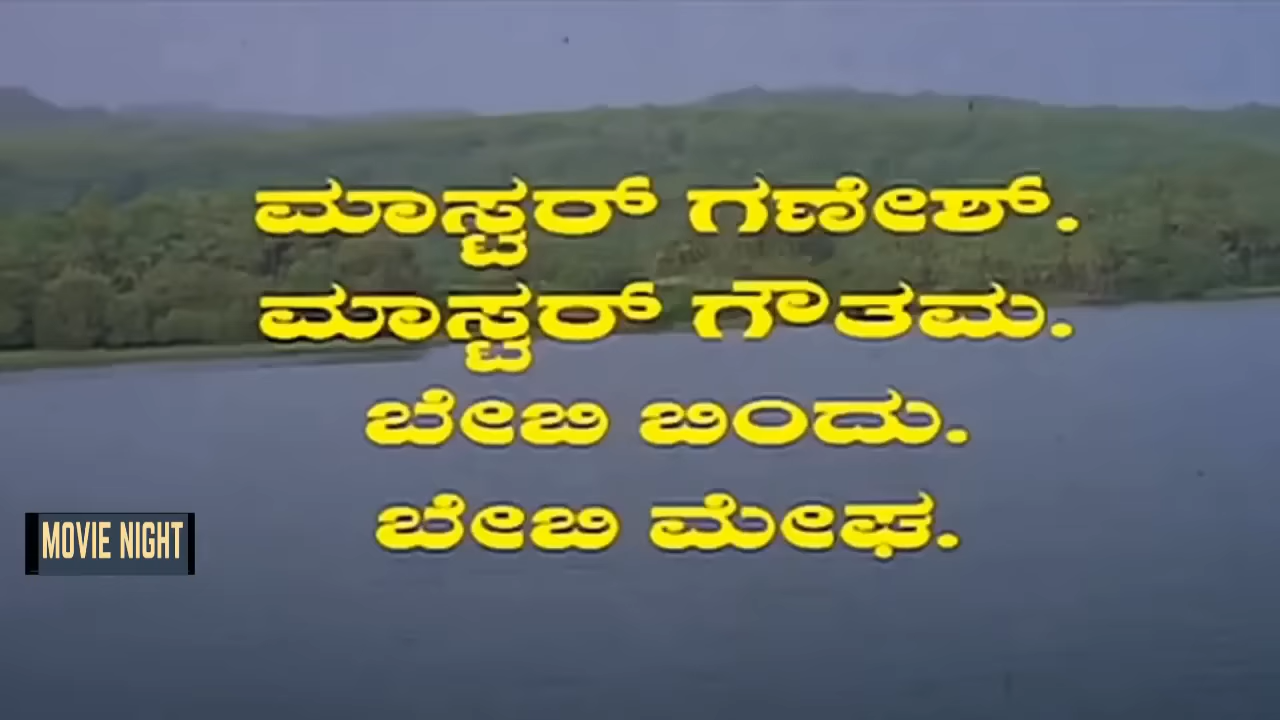 ಮಾಸ್ಟರ್ ಗಣೇಶ್.
ಮಾಸ್ಟರ್ ಗೌತಮ.
ಬೇಬಿ ಬಿಂದು.
ಬೇಬಿ ಮೇಘ.
MOVIE NIGHT